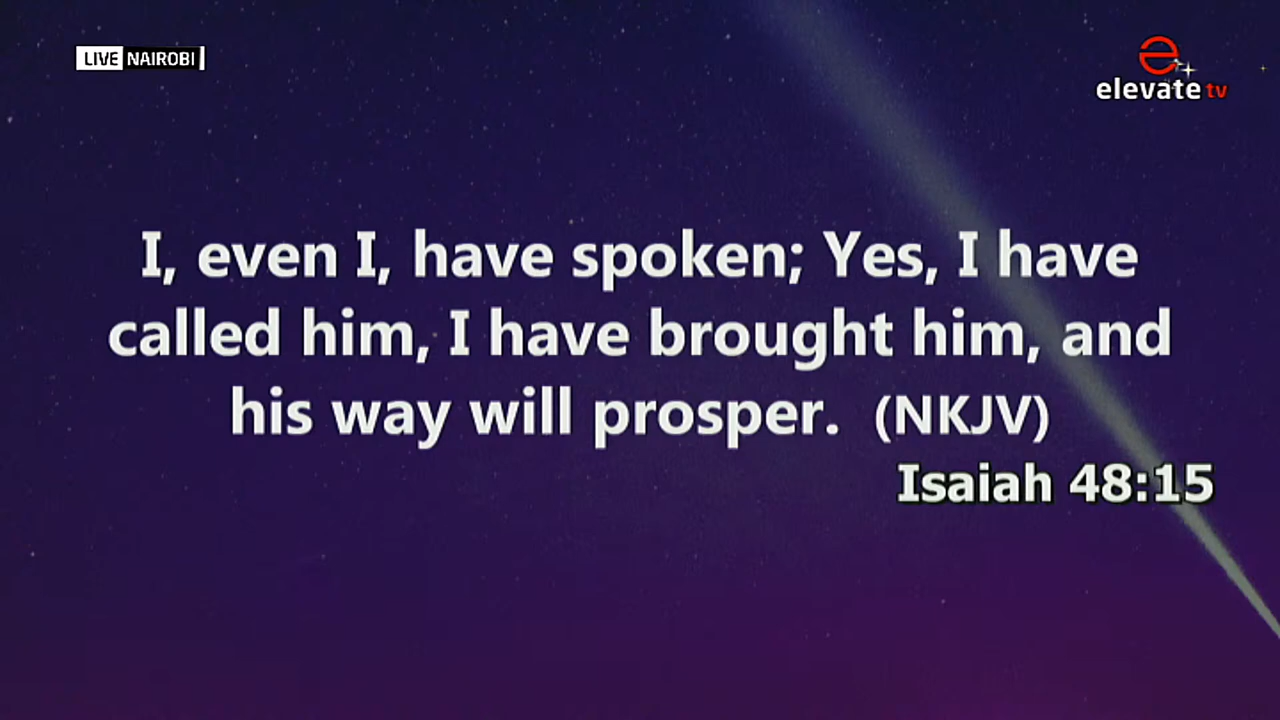 LIVE NAIROBI
elevate tv
I, even I, have spoken; Yes, I have
called him, I have brought him, and
his way will prosper. (NKJV)
Isaiah 48:15